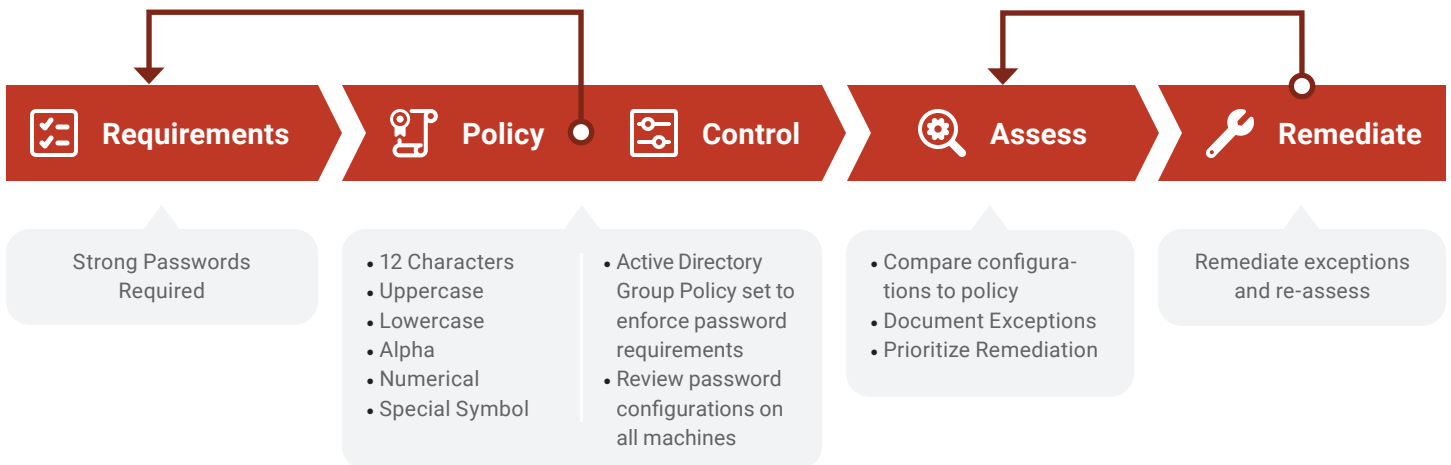 Requirements
Policy
Control
Assess
Remediate
Strong Passwords
Required
• 12 Characters
• Uppercase
• Lowercase
• Alpha
• Numerical
• Special Symbol
• Active Directory
Group Policy set to
enforce password
requirements
• Review password
configurations on
all machines
• Compare configura-
tions to policy
• Document Exceptions
• Prioritize Remediation
Remediate exceptions
and re-assess